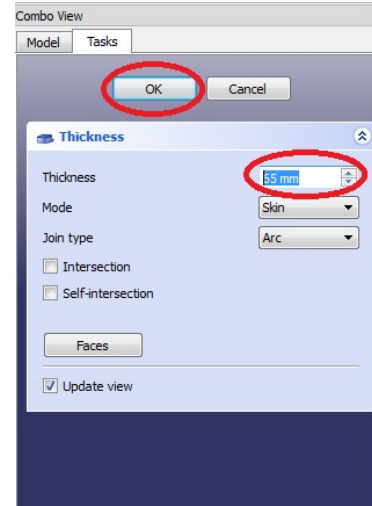 Combo View
Model Tasks
OK Cancel
Thickness
Thickness 55 mm
Mode Skin
Join type Arc
Intersection
Self-intersection
Faces
Update view